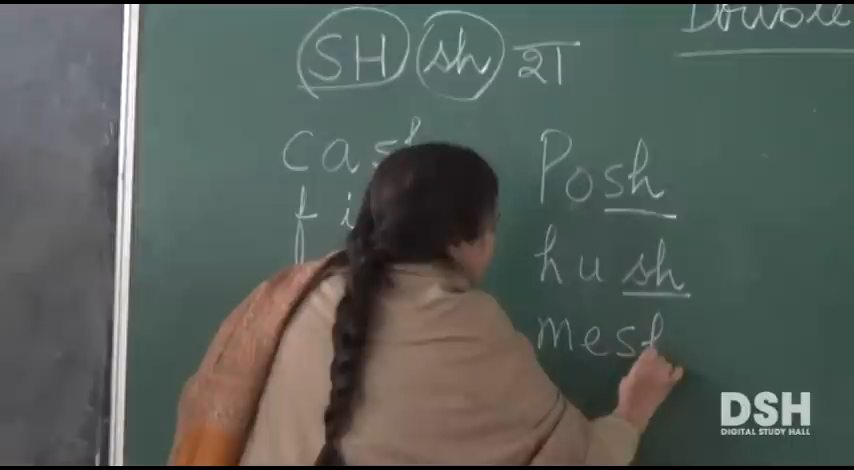 Double
SH sh श
Posh
hush
DSH
DIGITAL STUDY HALL